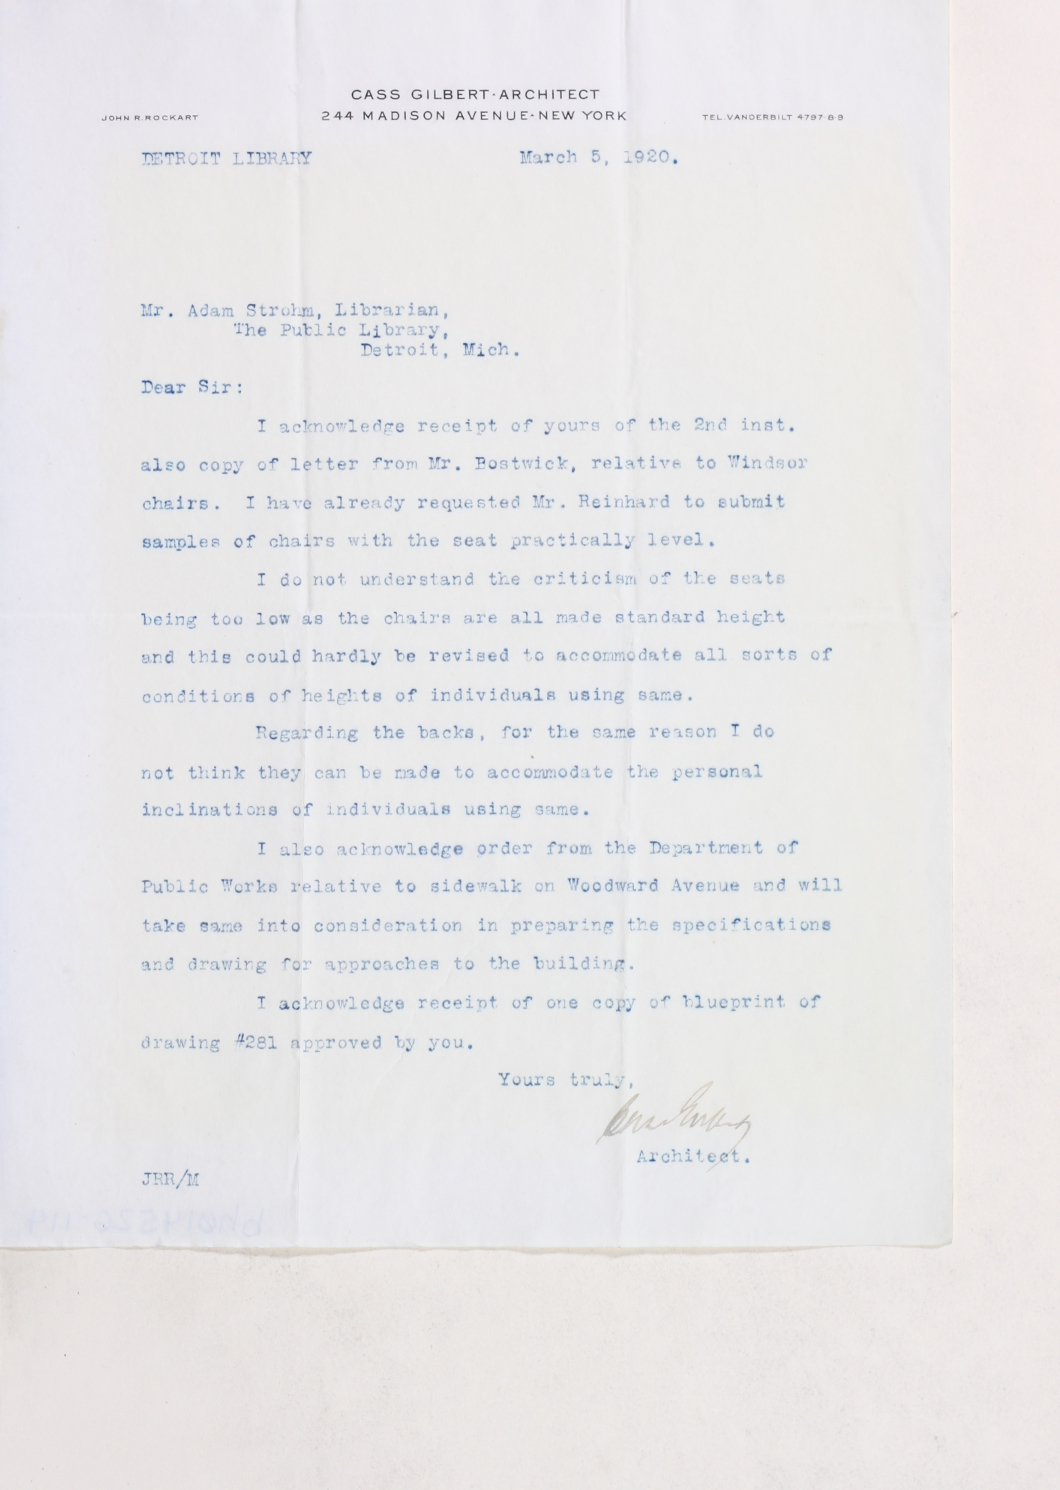 CASS GILBERT·ARCHITECT
JOHN R. ROCKART 244 MADISON AVENUE·NEW YORK TEL. VANDERBILT 4797-8-9
DETROIT LIBRARY March 5, 1920.
Mr. Adam Strohm, Librarian,
The Public Library,
Detroit, Mich.
Dear Sir:
I acknowledge receipt of yours of the 2nd inst.
also copy of letter from Mr. Bostwick, relative to Windsor
chairs. I have already requested Mr. Reinhard to submit
samples of chairs with the seat practically level.
I do not understand the criticism of the seats
being too low as the chairs are all made standard height
and this could hardly be revised to accommodate all sorts of
conditions of heights of individuals using same.
Regarding the backs, for the same reason I do
not think they can be made to accommodate the personal
inclinations of individuals using same.
I also acknowledge order from the Department of
Public Works relative to sidewalk on Woodward Avenue and will
take same into consideration in preparing the specifications
and drawing for approaches to the building.
I acknowledge receipt of one copy of blueprint of
drawing #281 approved by you.
Yours truly,
Cass Gilbert
Architect.
JRR/M